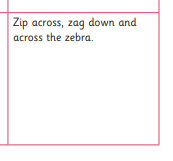 Zip across, zag down and
across the zebra.